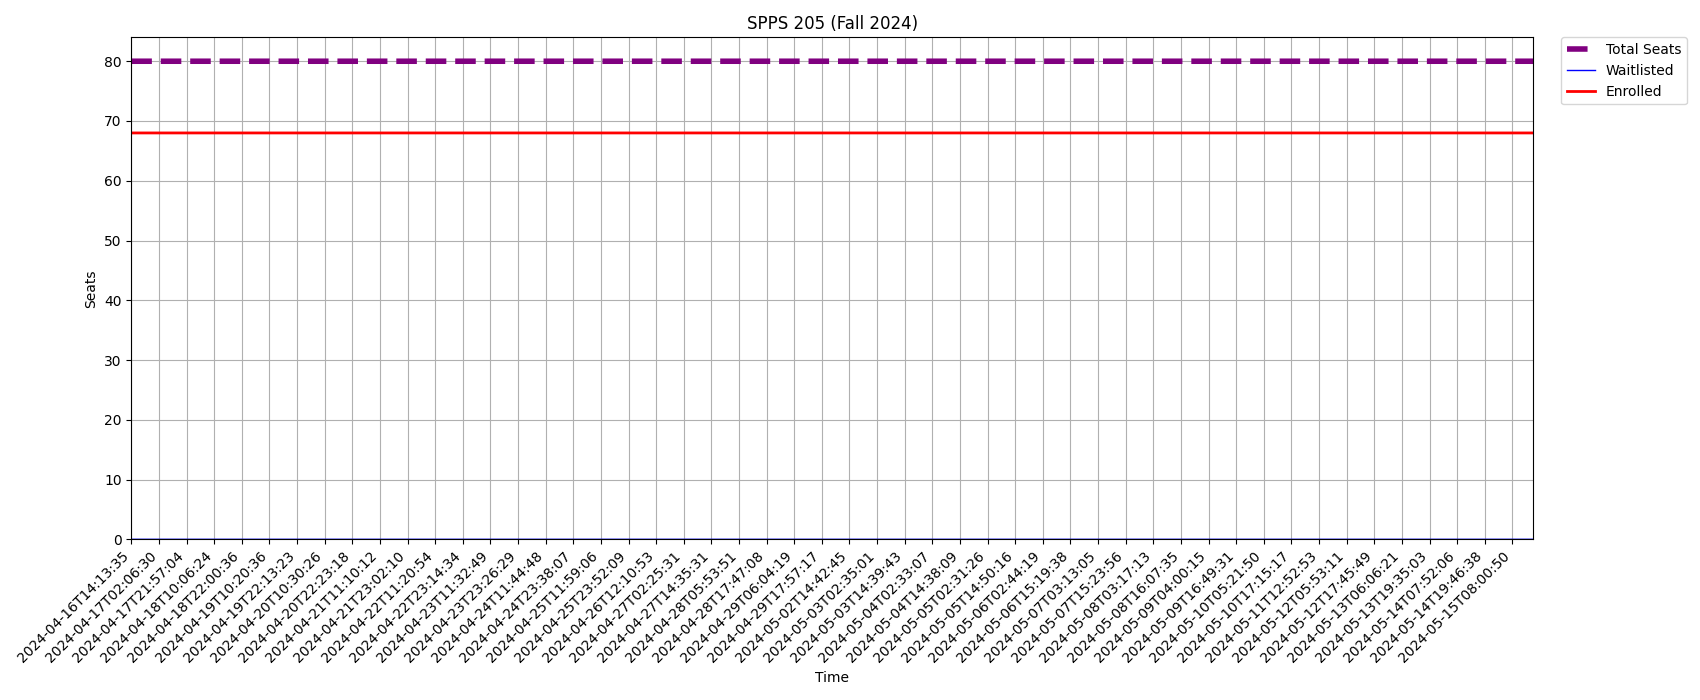 SPPS 205 (Fall 2024)
Total Seats
Waitlisted
Enrolled
Seats
80
70
60
50
40
30
20
10
0
2024-04-16T14:13:35
2024-04-17T02:06:30
2024-04-17T21:57:04
2024-04-18T10:06:24
2024-04-18T22:00:36
2024-04-19T10:20:36
2024-04-19T22:13:23
2024-04-20T10:30:26
2024-04-20T22:23:18
2024-04-21T11:10:12
2024-04-21T23:02:10
2024-04-22T11:20:54
2024-04-22T23:14:34
2024-04-23T11:32:49
2024-04-23T23:26:29
2024-04-24T11:44:48
2024-04-24T23:38:07
2024-04-25T11:59:06
2024-04-25T23:52:09
2024-04-26T12:10:53
2024-04-27T02:25:31
2024-04-27T14:35:31
2024-04-28T05:53:51
2024-04-28T17:47:08
2024-04-29T06:04:19
2024-04-29T17:57:17
2024-05-02T14:42:45
2024-05-03T02:35:01
2024-05-03T14:39:43
2024-05-04T02:33:07
2024-05-04T14:38:09
2024-05-05T02:31:26
2024-05-05T14:50:16
2024-05-06T02:44:19
2024-05-06T15:19:38
2024-05-07T03:13:05
2024-05-07T15:23:56
2024-05-08T03:17:13
2024-05-08T16:07:35
2024-05-09T04:00:15
2024-05-09T16:49:31
2024-05-10T05:21:50
2024-05-10T17:15:17
2024-05-11T12:52:53
2024-05-12T05:53:11
2024-05-12T17:45:49
2024-05-13T06:06:21
2024-05-13T19:35:03
2024-05-14T07:52:06
2024-05-14T19:46:38
2024-05-15T08:00:50
Time